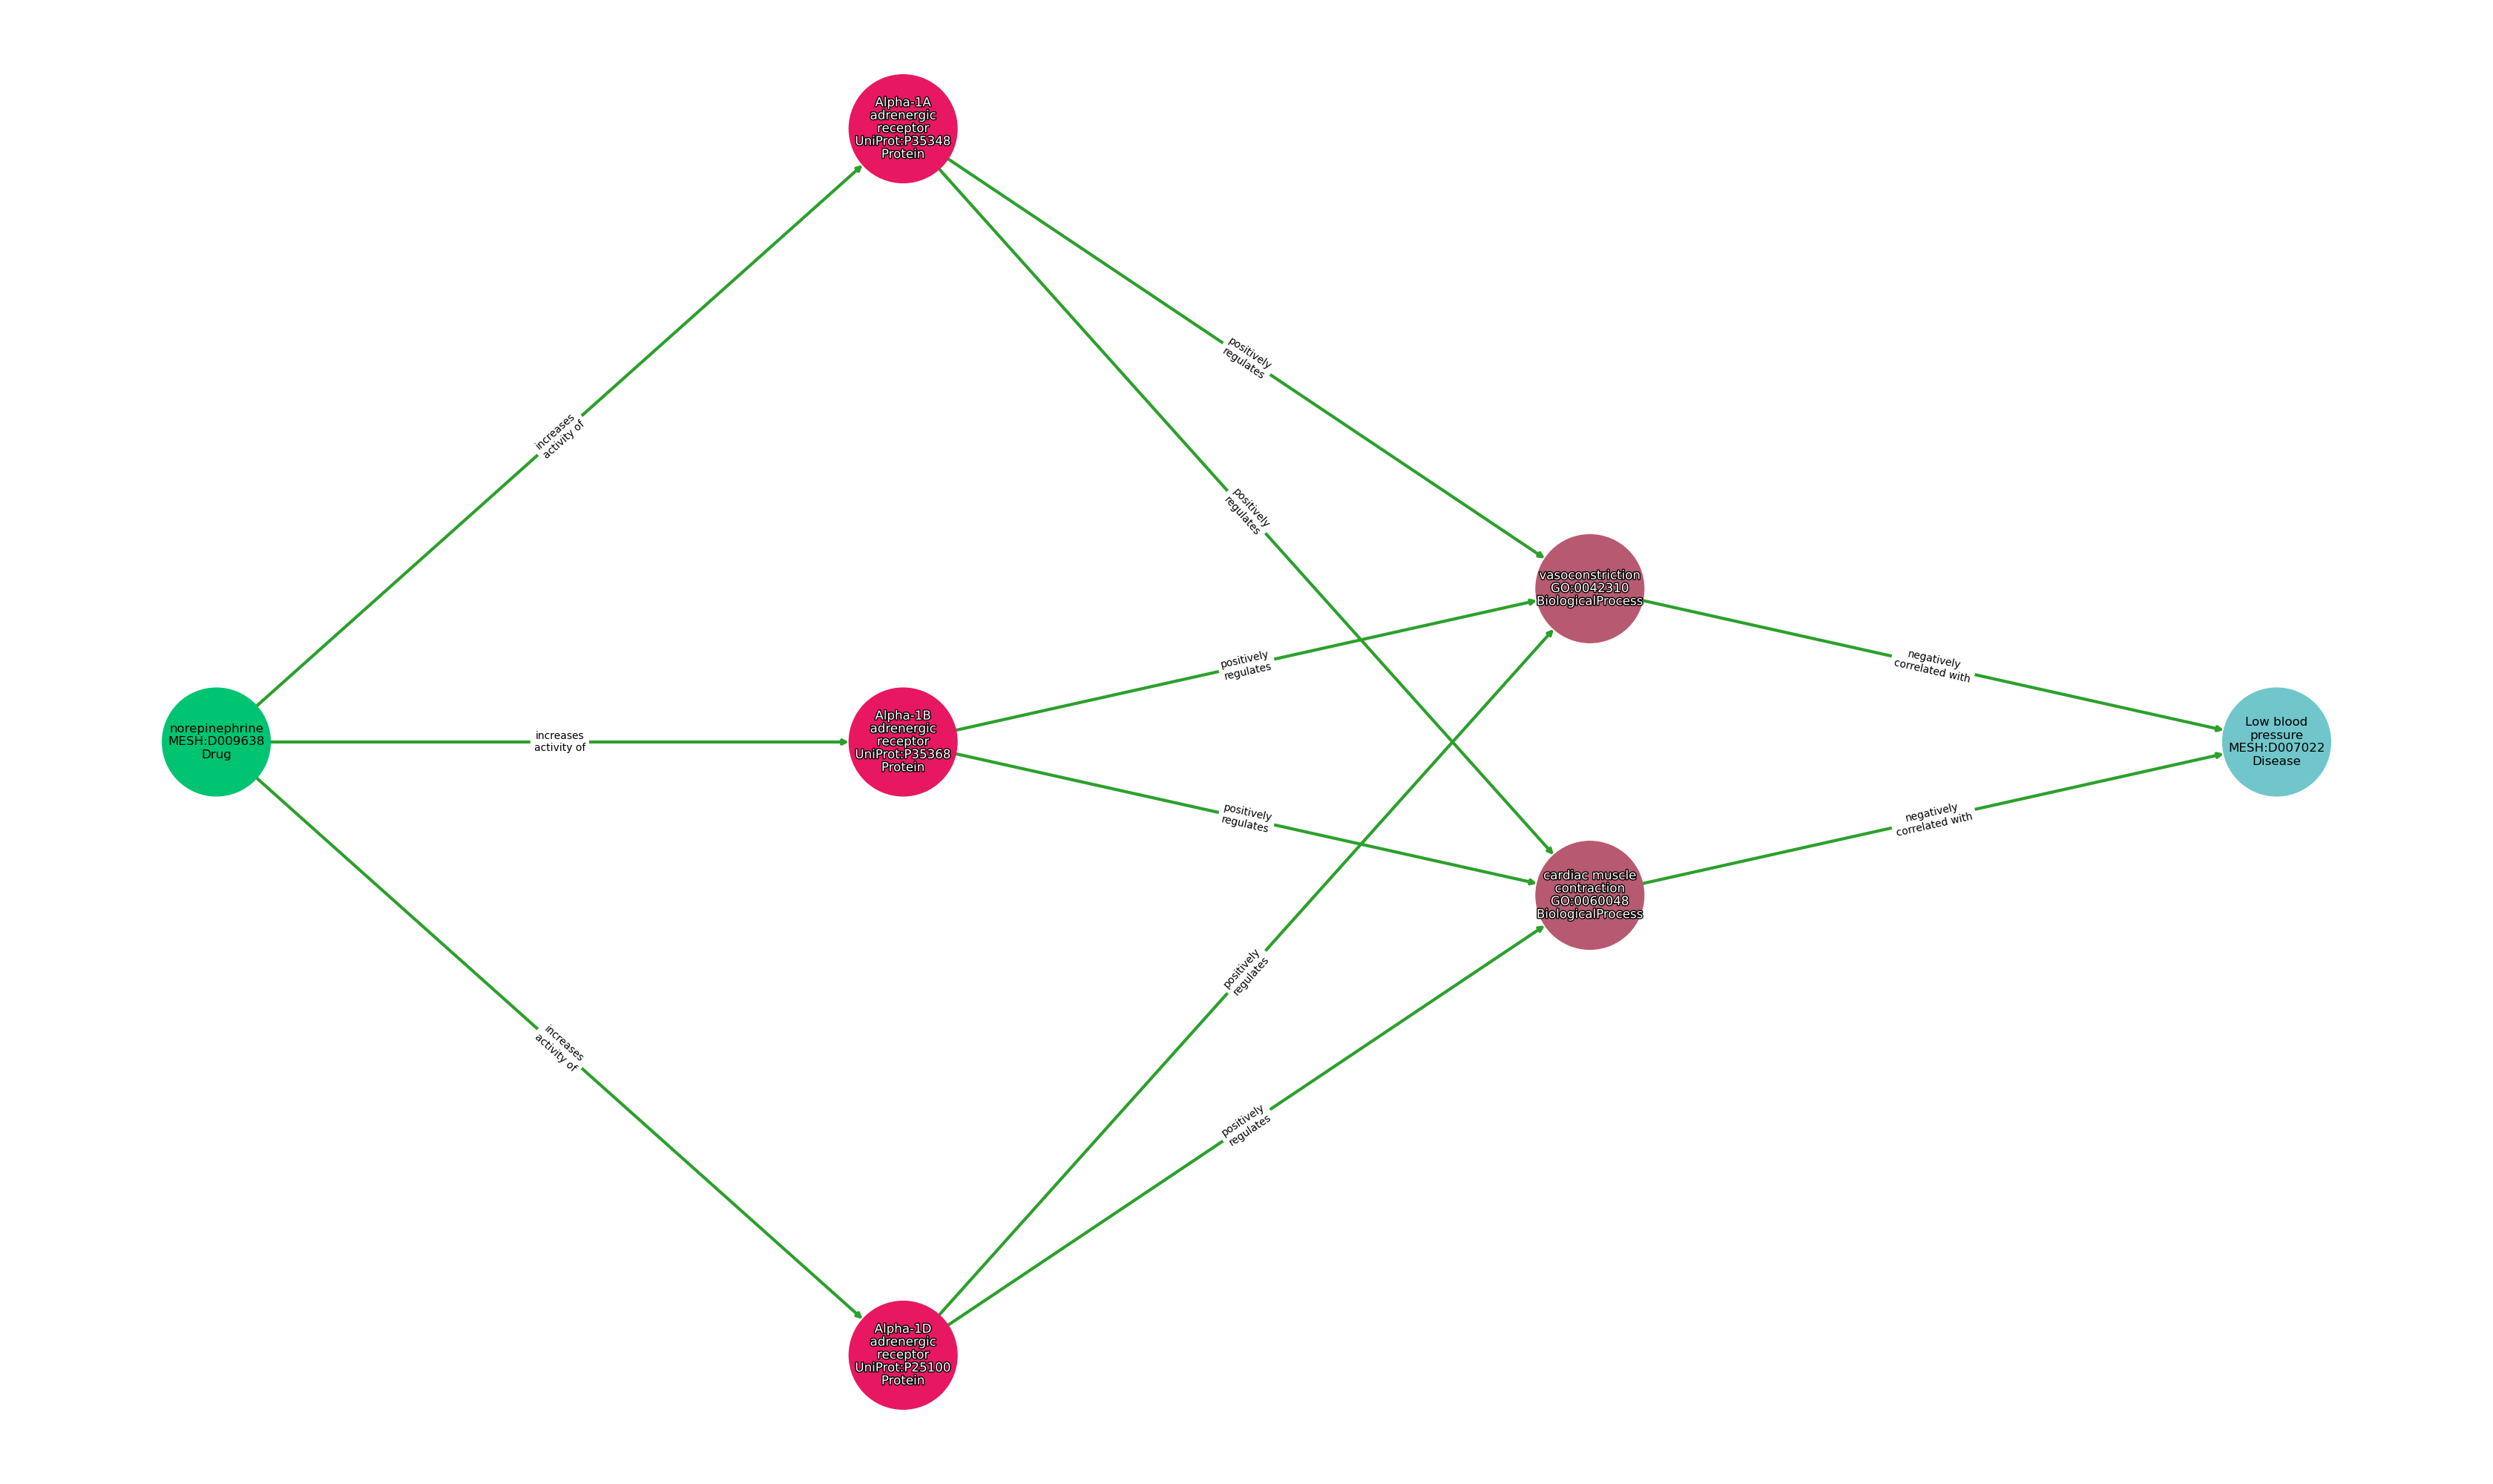 Alpha-1A
adrenergic
receptor
UniProt:P35348
Protein
positively
regulates
increases
activity of
positively
regulates
vasoconstriction
GO:0042310
BiologicalProcess
positively
regulates
negatively
correlated with
norepinephrine
MESH:D009638
Drug
increases
activity of
Alpha-1B
adrenergic
receptor
UniProt:P35368
Protein
Low blood
pressure
MESH:D007022
Disease
positively
regulates
negatively
correlated with
cardiac muscle
contraction
GO:0060048
BiologicalProcess
positively
regulates
increases
activity of
positively
regulates
Alpha-1D
adrenergic
receptor
UniProt:P25100
Protein